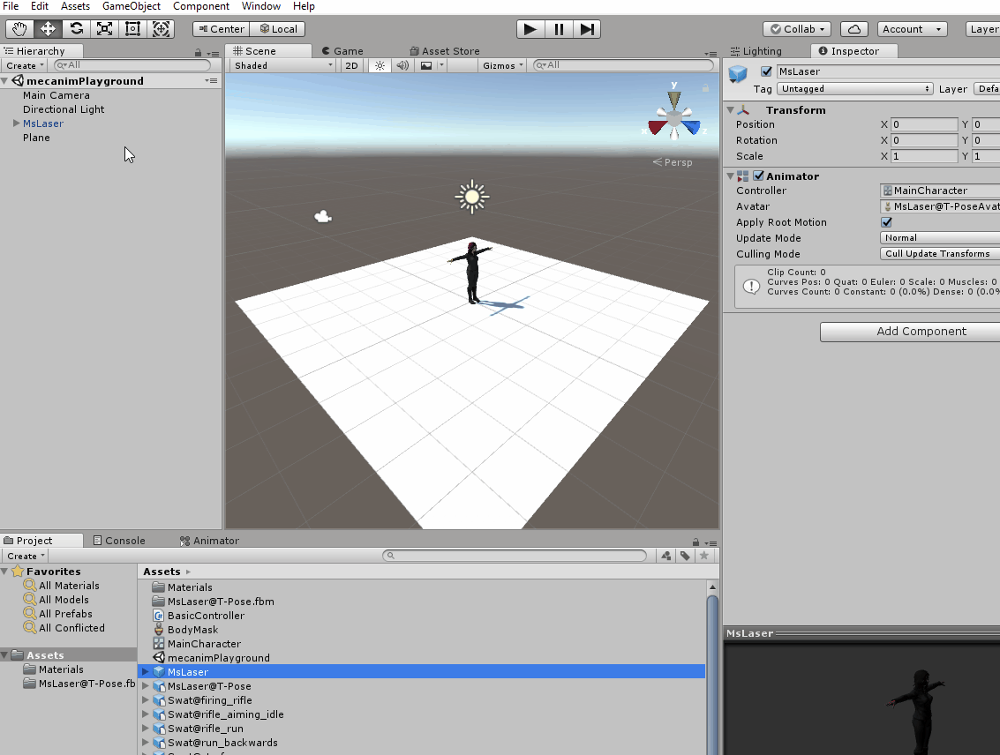 File Edit Assets GameObject Component Window Help
Center Local Collab Account Layer
Hierarchy
Create All
mecanimPlayground
Main Camera
Directional Light
MsLaser
Plane
Scene Game Asset Store
Shaded 2D Gizmos All
y
x z
Persp
Lighting Inspector
MsLaser
Tag Untagged Layer Defa
Transform
Position X 0 Y 0
Rotation X 0 Y 0
Scale X 1 Y 1
Animator
Controller MainCharacter
Avatar MsLaser@T-PoseAvat
Apply Root Motion
Update Mode Normal
Culling Mode Cull Update Transforms
Clip Count: 0
Curves Pos: 0 Quat: 0 Euler: 0 Scale: 0 Muscles: 0
Curves Count: 0 Constant: 0 (0.0%) Dense: 0 (0.0%
Add Component
Project Console Animator
Create
Favorites
All Materials
All Models
All Prefabs
All Conflicted
Assets
Materials
MsLaser@T-Pose.fb
Assets
Materials
MsLaser@T-Pose.fbm
BasicController
BodyMask
MainCharacter
mecanimPlayground
MsLaser
MsLaser@T-Pose
Swat@firing_rifle
Swat@rifle_aiming_idle
Swat@rifle_run
Swat@run_backwards
MsLaser